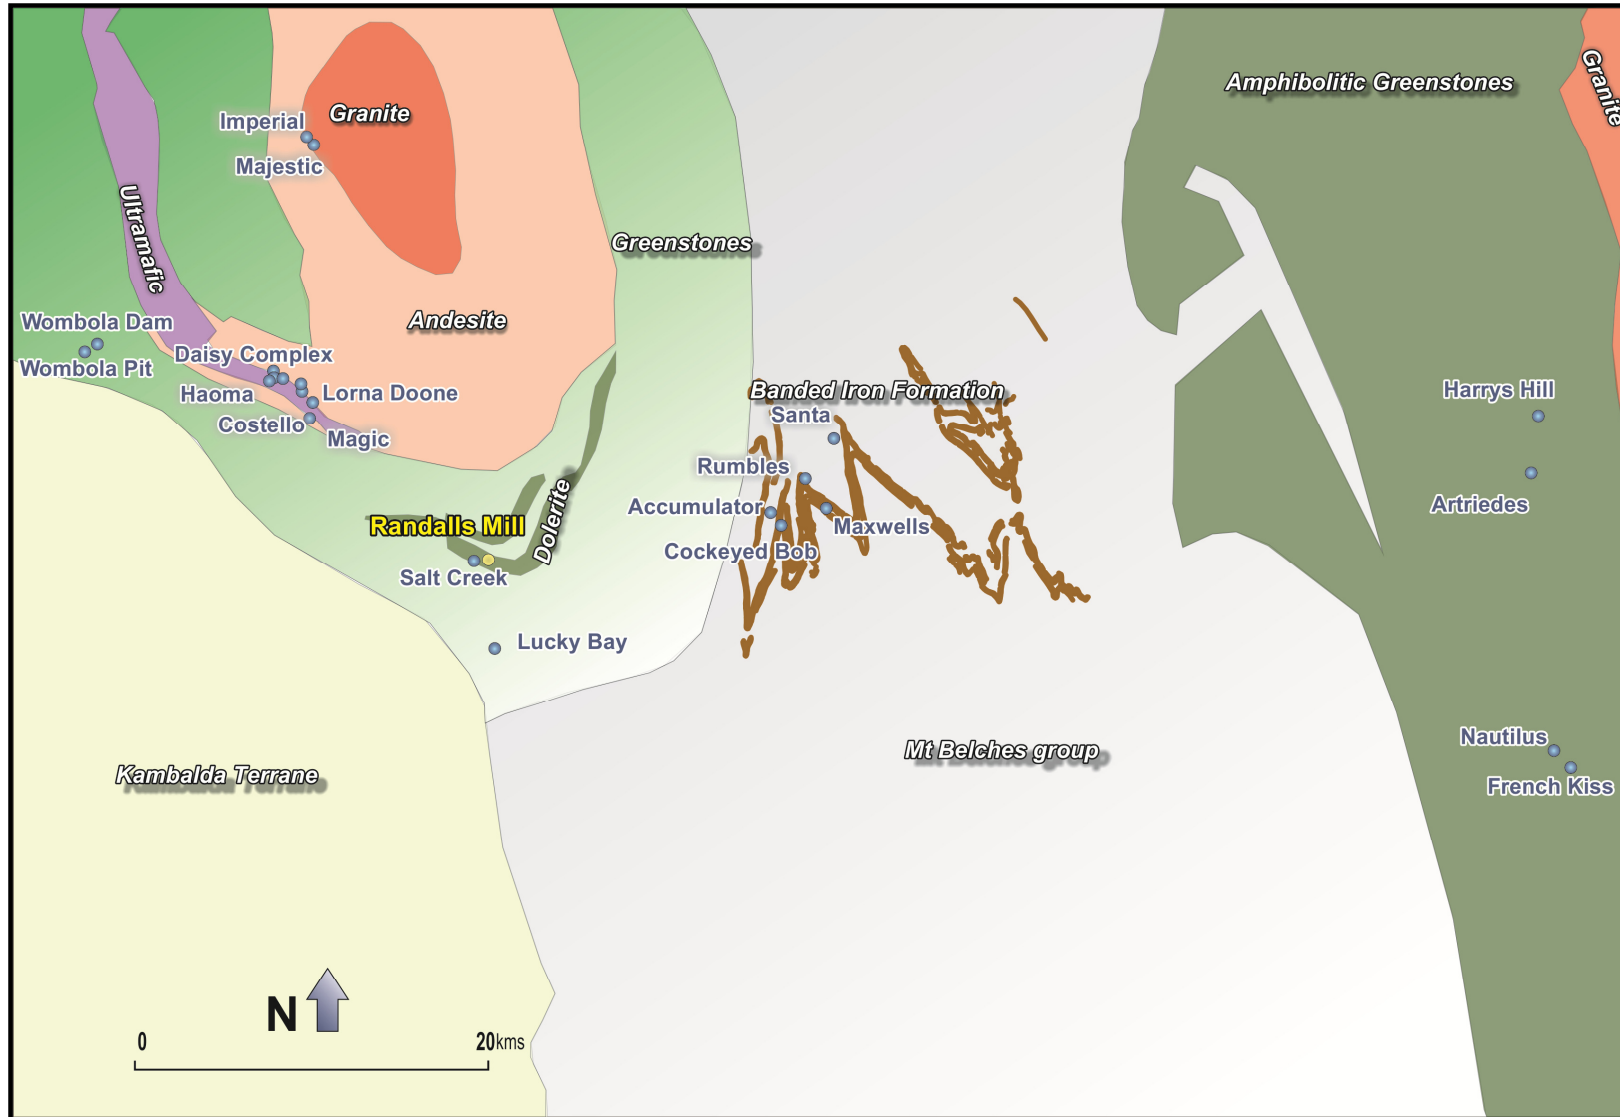 Amphibolitic Greenstones
Granite
Granite
Imperial
Majestic
Ultramafic
Greenstones
Andesite
Wombola Dam
Wombola Pit
Daisy Complex
Haoma
Lorna Doone
Costello
Magic
Banded Iron Formation
Santa
Harrys Hill
Rumbles
Accumulator
Maxwells
Artriedes
Randalls Mill
Dolerite
Cockeyed Bob
Salt Creek
Lucky Bay
Nautilus
Mt Belches group
Kambalda Terrane
French Kiss
N
0 20kms